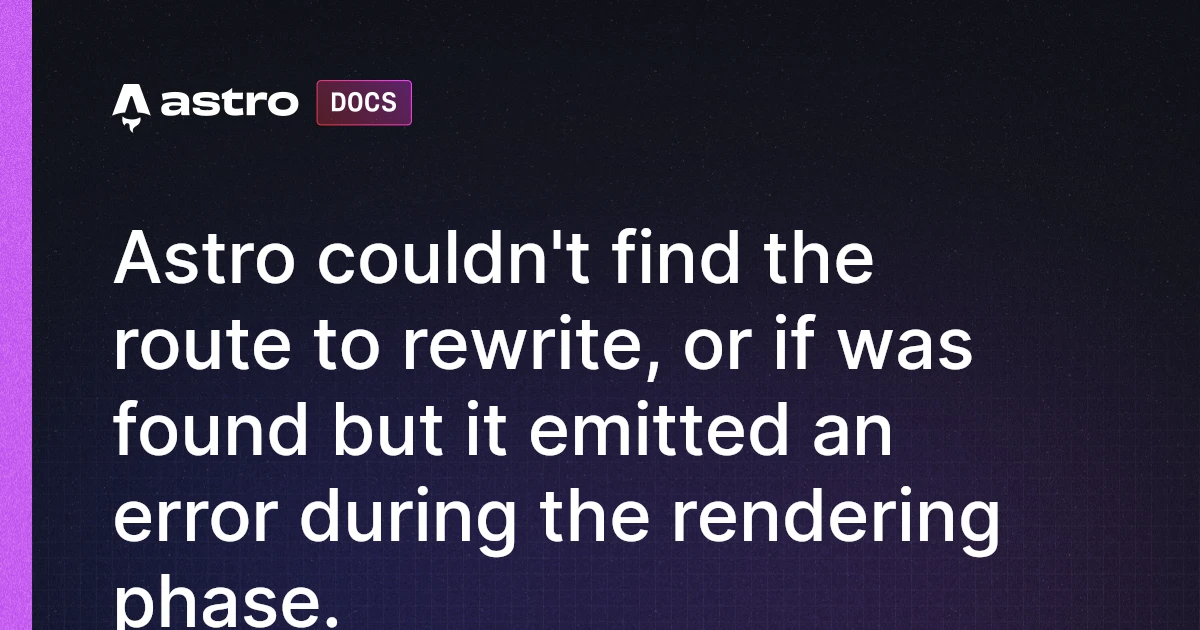 astro DOCS
Astro couldn't find the
route to rewrite, or if was
found but it emitted an
error during the rendering
phase.